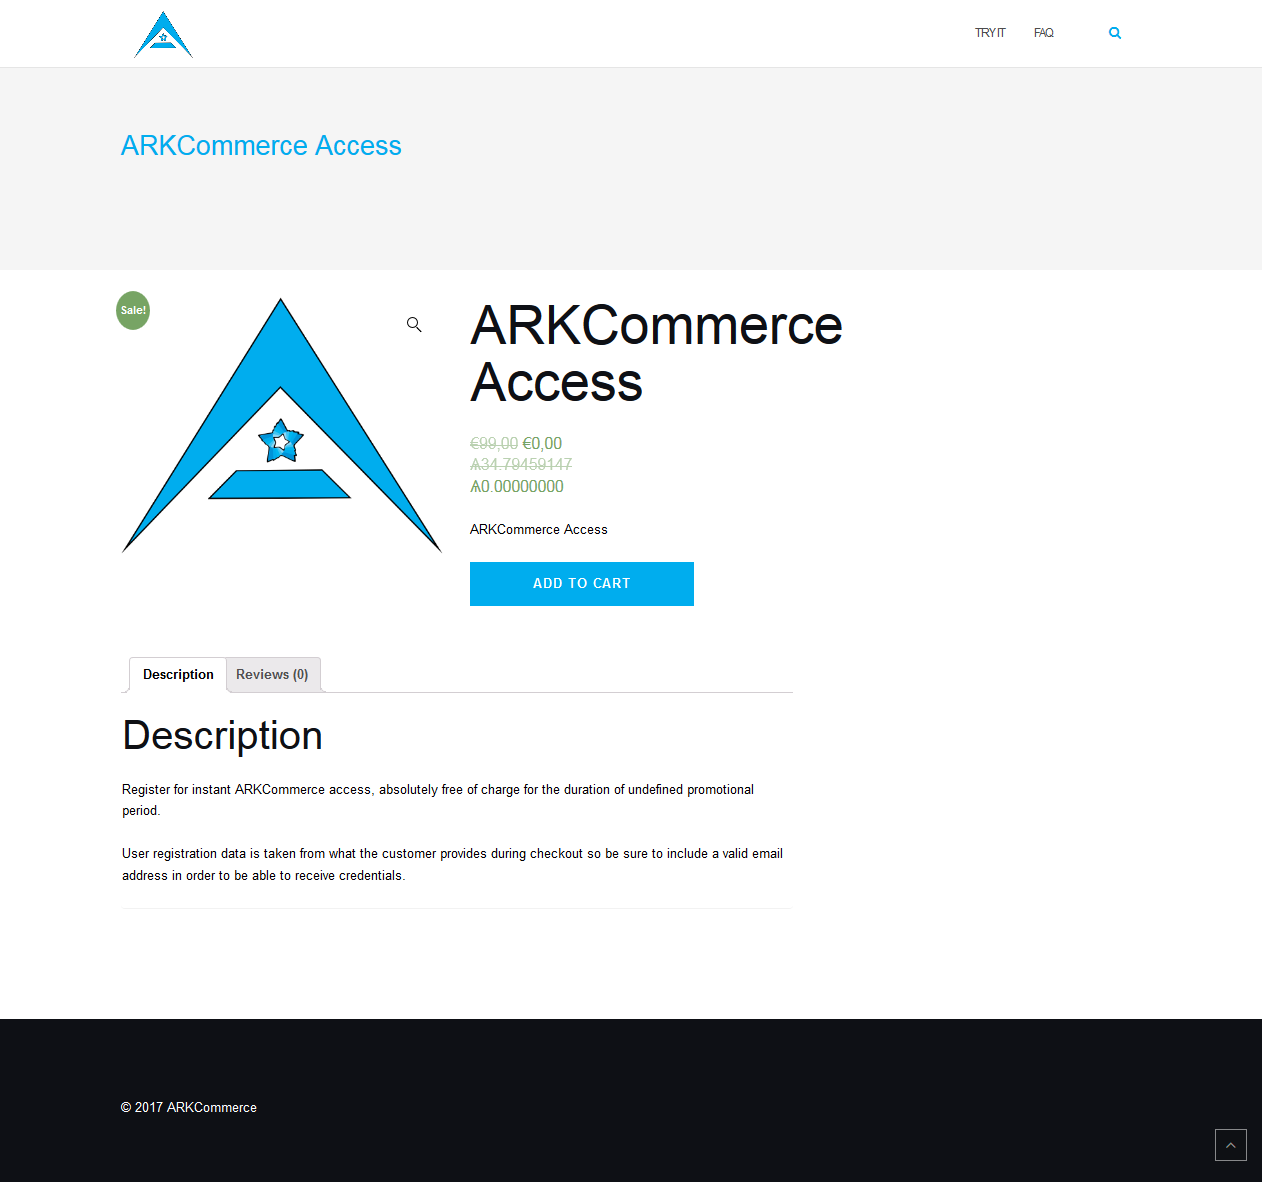 TRY IT FAQ
ARKCommerce Access
Sale!
ARKCommerce
Access
€99,00 €0,00
Ѧ34.79459147
Ѧ0.00000000
ARKCommerce Access
ADD TO CART
Description Reviews (0)
Description
Register for instant ARKCommerce access, absolutely free of charge for the duration of undefined promotional
period.
User registration data is taken from what the customer provides during checkout so be sure to include a valid email
address in order to be able to receive credentials.
© 2017 ARKCommerce